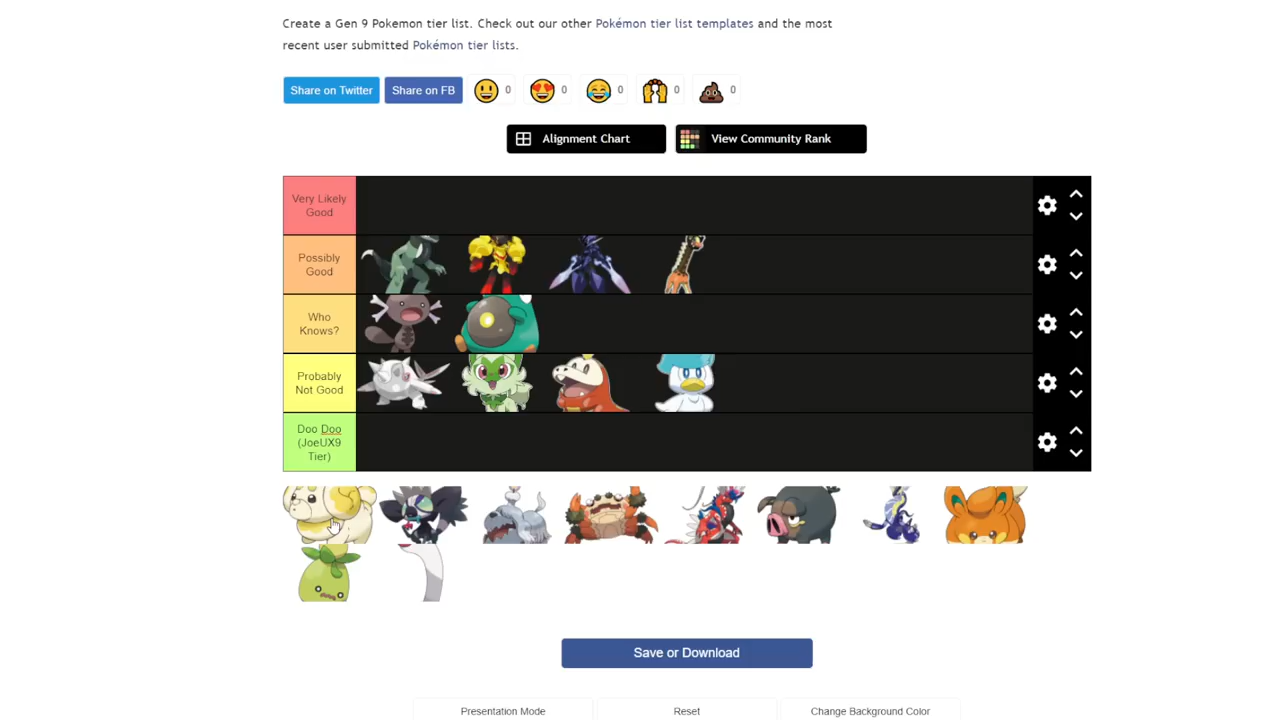 Create a Gen 9 Pokemon tier list. Check out our other Pokémon tier list templates and the most
recent user submitted Pokémon tier lists.
Share on Twitter Share on FB 0 0 0 0 0
Alignment Chart View Community Rank
Very Likely
Good
Possibly
Good
Who
Knows?
Probably
Not Good
Doo Doo
(JoeUX9
Tier)
Save or Download
Presentation Mode Reset Change Background Color